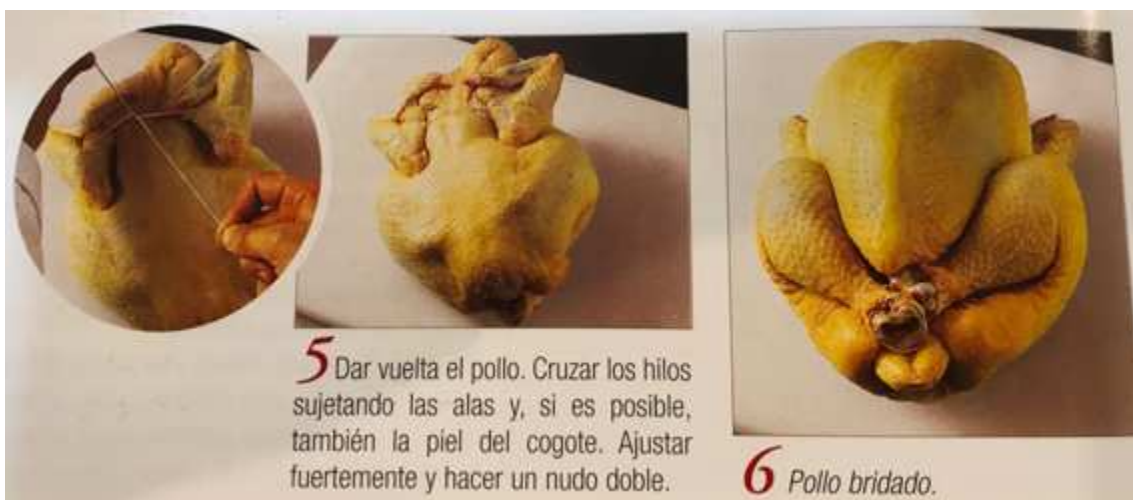 5 Dar vuelta el pollo. Cruzar los hilos
sujetando las alas y, si es posible,
también la piel del cogote. Ajustar
fuertemente y hacer un nudo doble.
6 Pollo bridado.